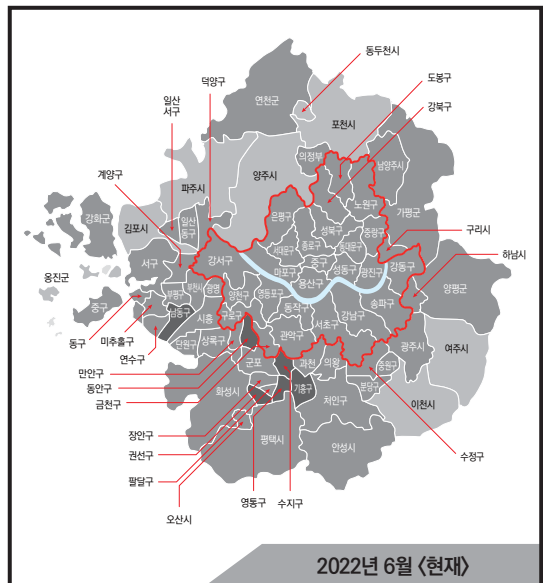 동두천시
도봉구
덕양구
연천군
강북구
일산
서구
포천시
계양구
의정부
남양주시
양주시
파주시
노원구
은평구
강화군
가평군
김포시
일산
동구
성북구
중랑구
구리시
서대문구
종로구
동대문구
강서구
하남시
서구
강동구
옹진군
중구
성동구
광진구
마포구
용산구
양평군
중구
부평구
부천시
광명
양천구
영등포구
송파구
남동구
동작구
강남구
동구
미추홀구
시흥
구로구
서초구
여주시
연수구
관악구
광주시
단원구
상록구
만안구
군포
과천
의왕
중원구
동안구
분당구
금천구
화성시
기흥구
처인구
이천시
장안구
평택시
안성시
권선구
수정구
팔달구
오산시
영통구
수지구
2022년 6월 〈현재〉